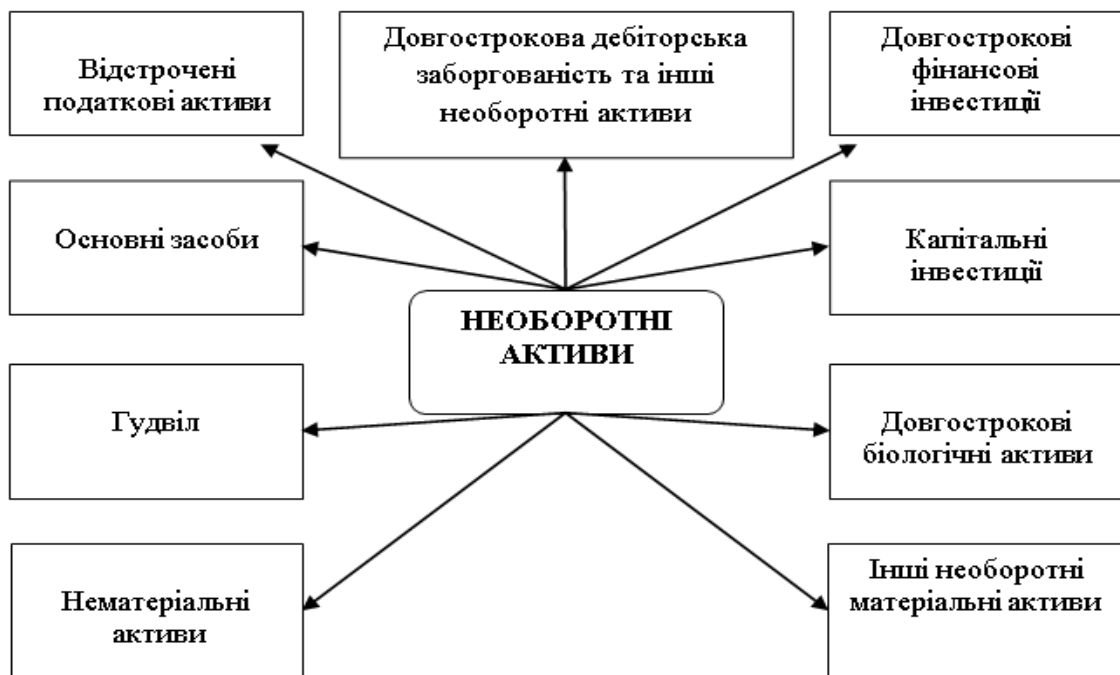 Відстрочені
податкові активи
Довгострокова дебіторська
заборгованість та інші
необоротні активи
Довгострокові
фінансові
інвестиції
Основні засоби
Капітальні
інвестиції
НЕОБОРОТНІ
АКТИВИ
Гудвіл
Довгострокові
біологічні активи
Нематеріальні
активи
Інші необоротні
матеріальні активи